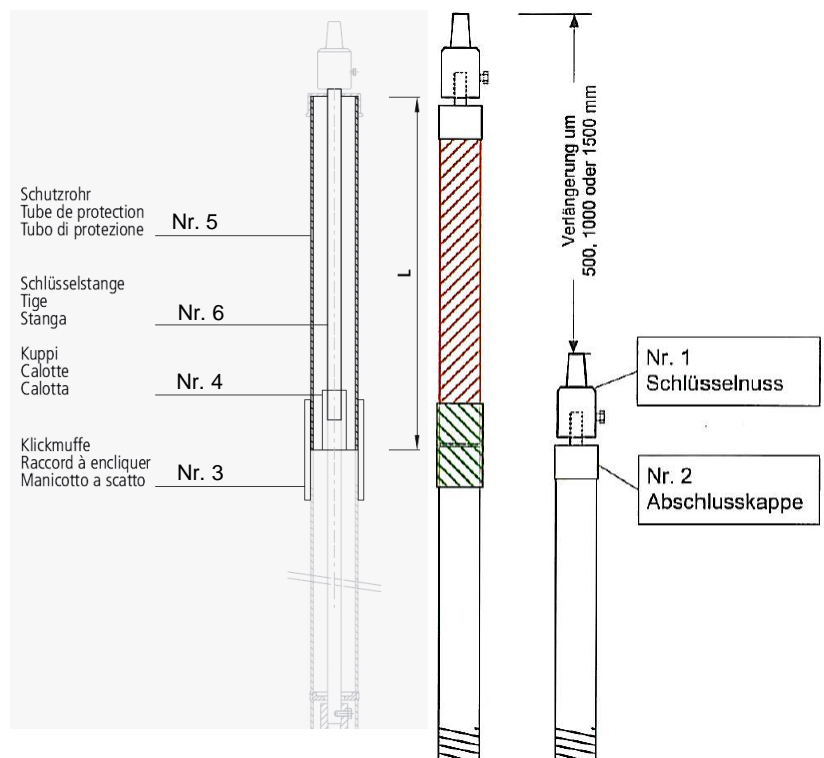 Schutzrohr
Tube de protection
Tubo di protezione
Nr. 5
Schlüsselstange
Tige
Stanga
Nr. 6
Kuppi
Calotte
Calotta
Nr. 4
Klickmuffe
Raccord à encliquer
Manicotto a scatto
Nr. 3
L
Verlängerung um
500, 1000 oder 1500 mm
Nr. 1
Schlüsselnuss
Nr. 2
Abschlusskappe